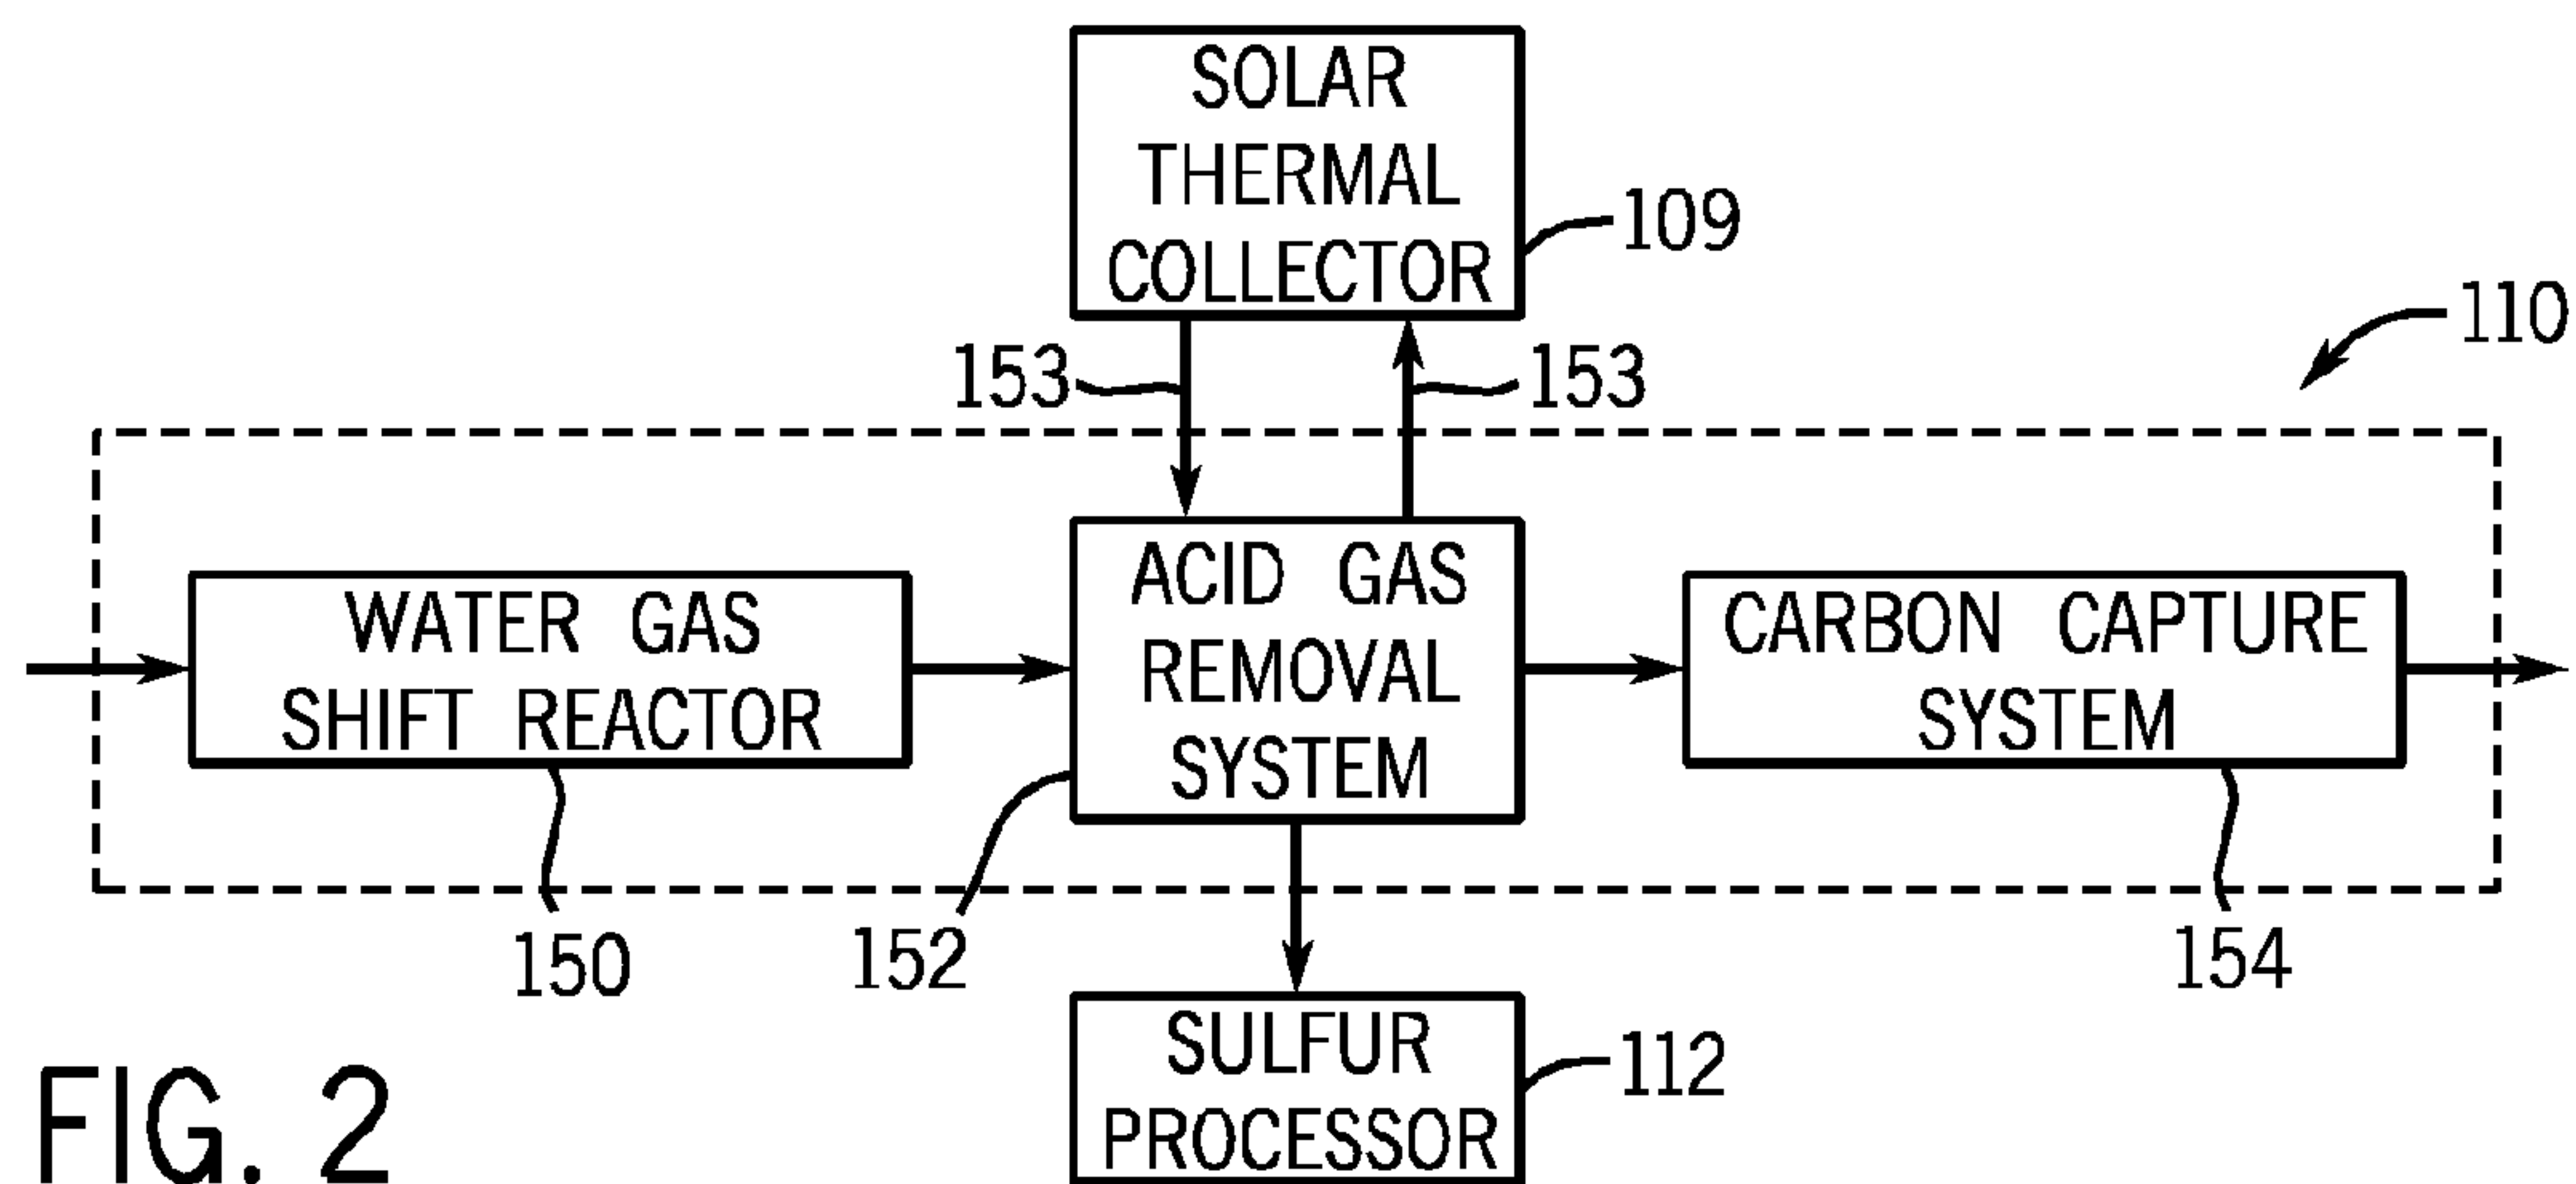 SOLAR
THERMAL
COLLECTOR
109
110
153
153
WATER GAS
SHIFT REACTOR
ACID GAS
REMOVAL
SYSTEM
CARBON CAPTURE
SYSTEM
150
152
154
SULFUR
PROCESSOR
112
FIG. 2